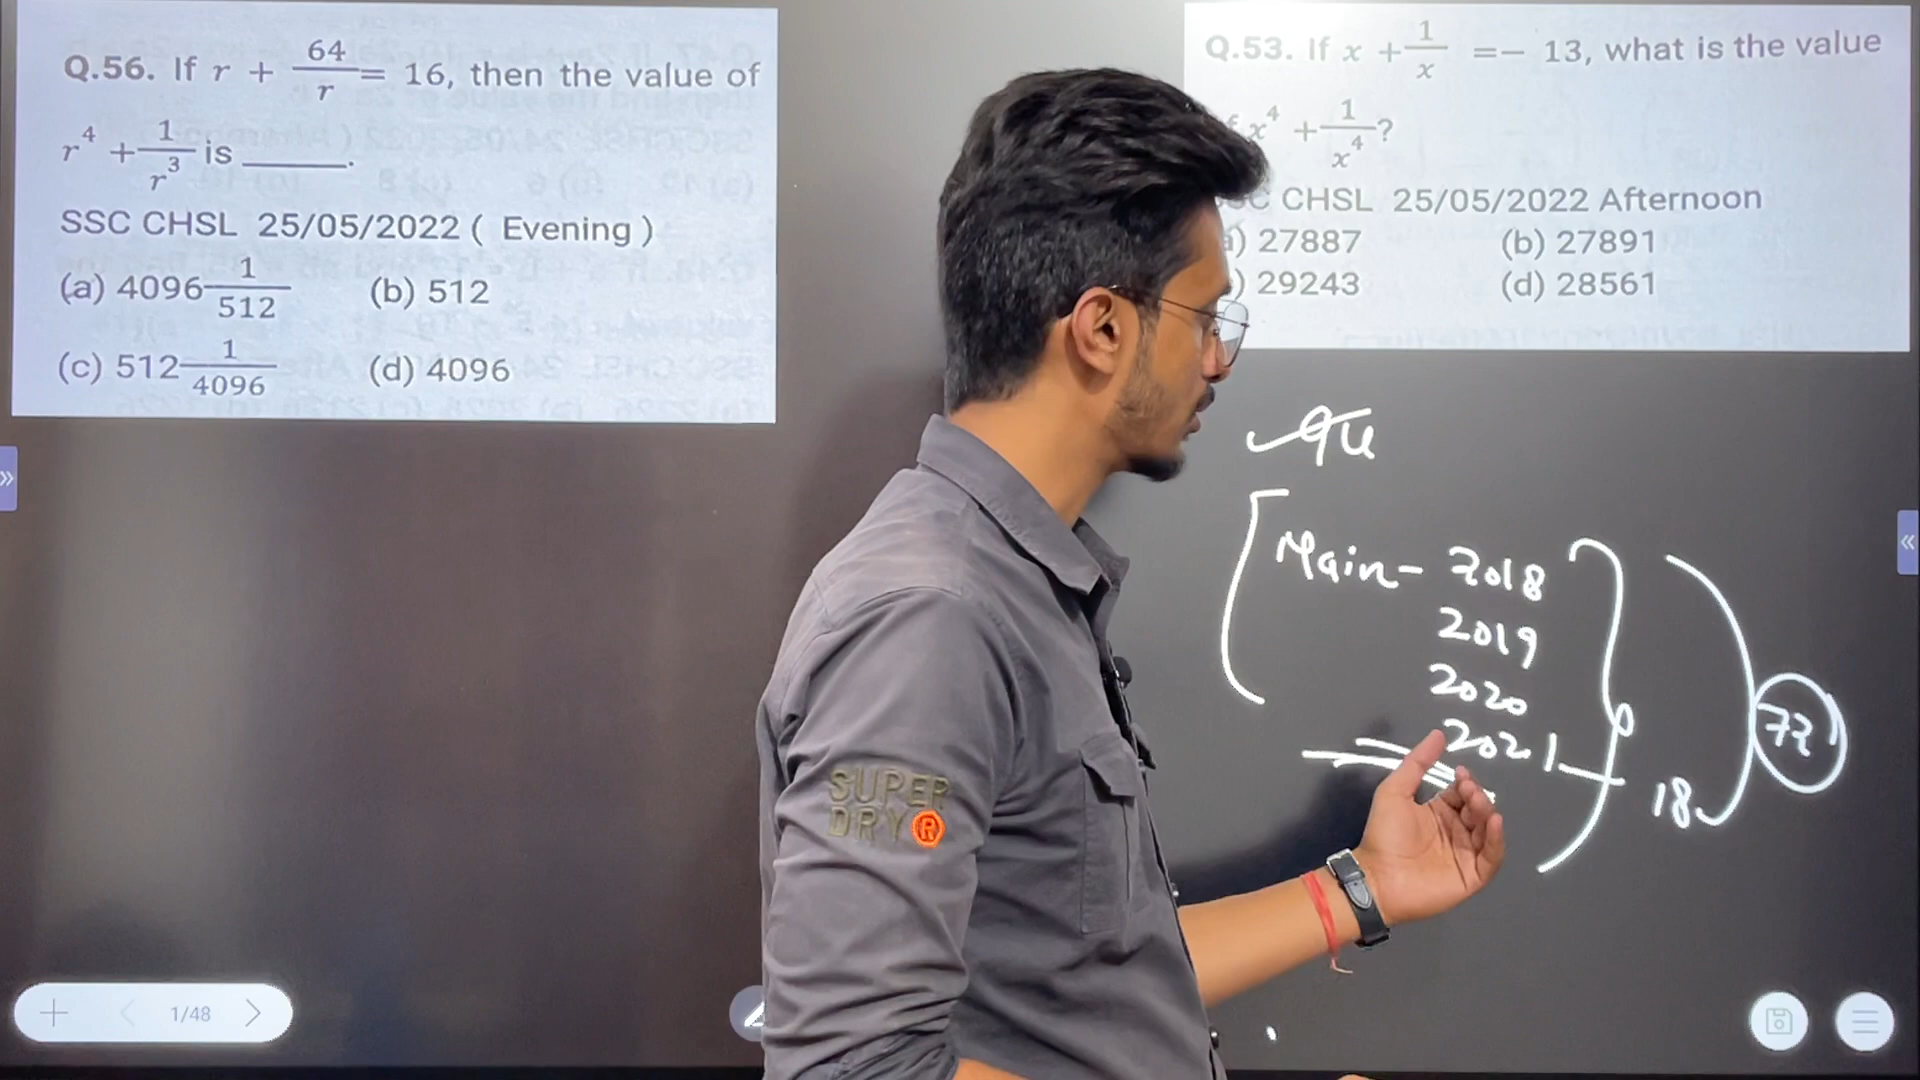 Q.56. If r + 64/r = 16, then the value of
r⁴ + 1/r³ is ______.
SSC CHSL 25/05/2022 ( Evening )
(a) 4096 1/512 (b) 512
(c) 512 1/4096 (d) 4096
Q.53. If x + 1/x =− 13, what is the value
x⁴ + 1/x⁴?
CHSL 25/05/2022 Afternoon
27887 (b) 27891
29243 (d) 28561
Main - 2018
2019
2020
2021
18
SUPER
DRY
R
1/48